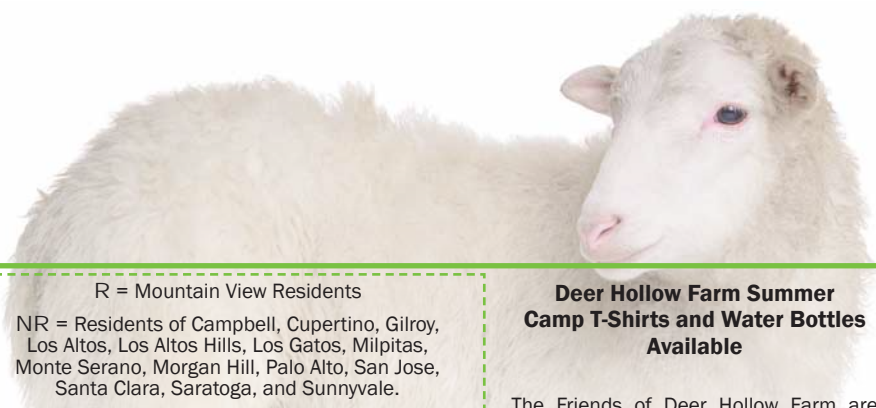 R = Mountain View Residents
NR = Residents of Campbell, Cupertino, Gilroy,
Los Altos, Los Altos Hills, Los Gatos, Milpitas,
Monte Serano, Morgan Hill, Palo Alto, San Jose,
Santa Clara, Saratoga, and Sunnyvale.
Deer Hollow Farm Summer
Camp T-Shirts and Water Bottles
Available
The Friends of Deer Hollow Farm are